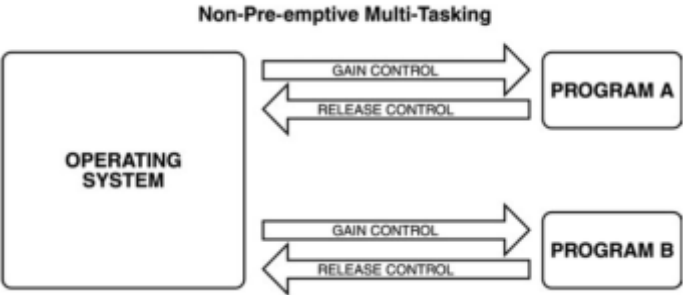 Non-Pre-emptive Multi-Tasking
GAIN CONTROL
RELEASE CONTROL
PROGRAM A
OPERATING
SYSTEM
GAIN CONTROL
RELEASE CONTROL
PROGRAM B